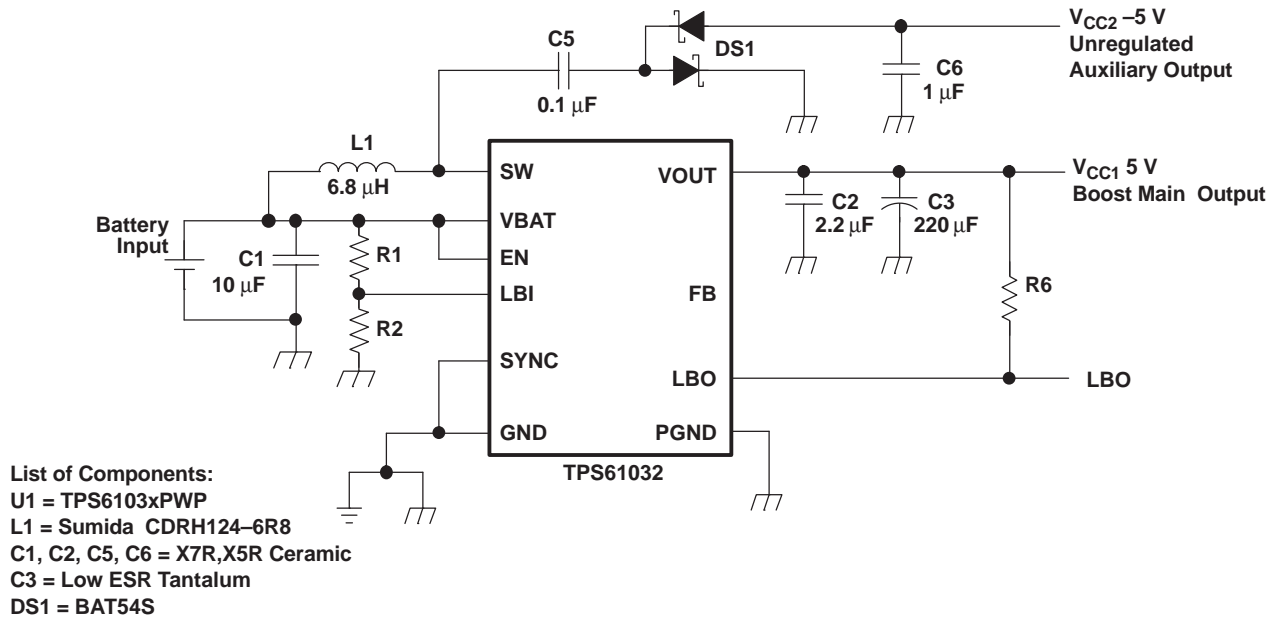 V_CC2 –5 V
Unregulated
Auxiliary Output
C5
0.1 μF
DS1
C6
1 μF
L1
6.8 μH
SW
VOUT
V_CC1 5 V
Boost Main Output
C2
2.2 μF
C3
220 μF
Battery
Input
VBAT
C1
10 μF
R1
EN
LBI
FB
R6
R2
SYNC
LBO
LBO
GND
PGND
TPS61032
List of Components:
U1 = TPS6103xPWP
L1 = Sumida CDRH124–6R8
C1, C2, C5, C6 = X7R,X5R Ceramic
C3 = Low ESR Tantalum
DS1 = BAT54S